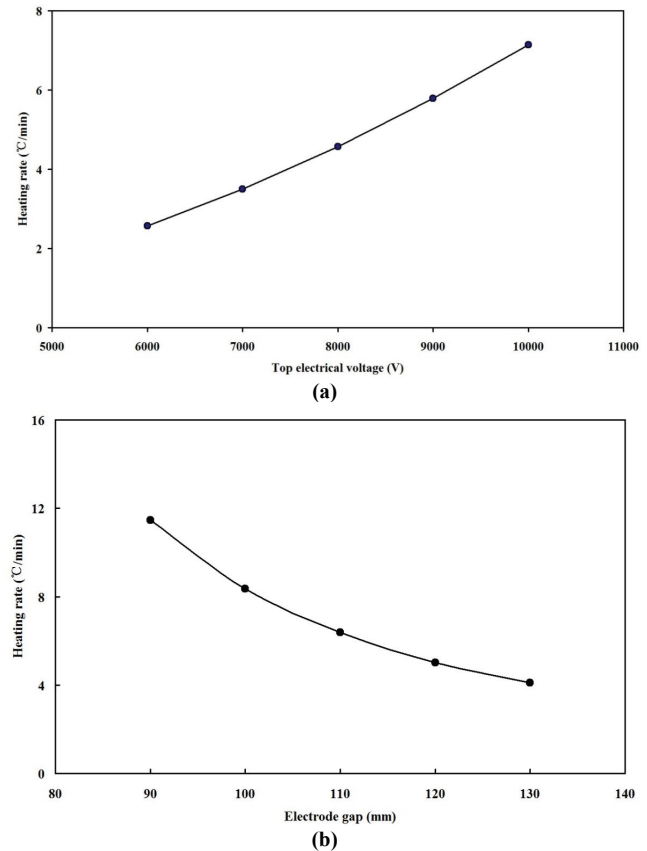 8
6
4
2
0
Heating rate (℃/min)
5000 6000 7000 8000 9000 10000 11000
Top electrical voltage (V)
(a)
16
12
8
4
0
Heating rate (℃/min)
80 90 100 110 120 130 140
Electrode gap (mm)
(b)